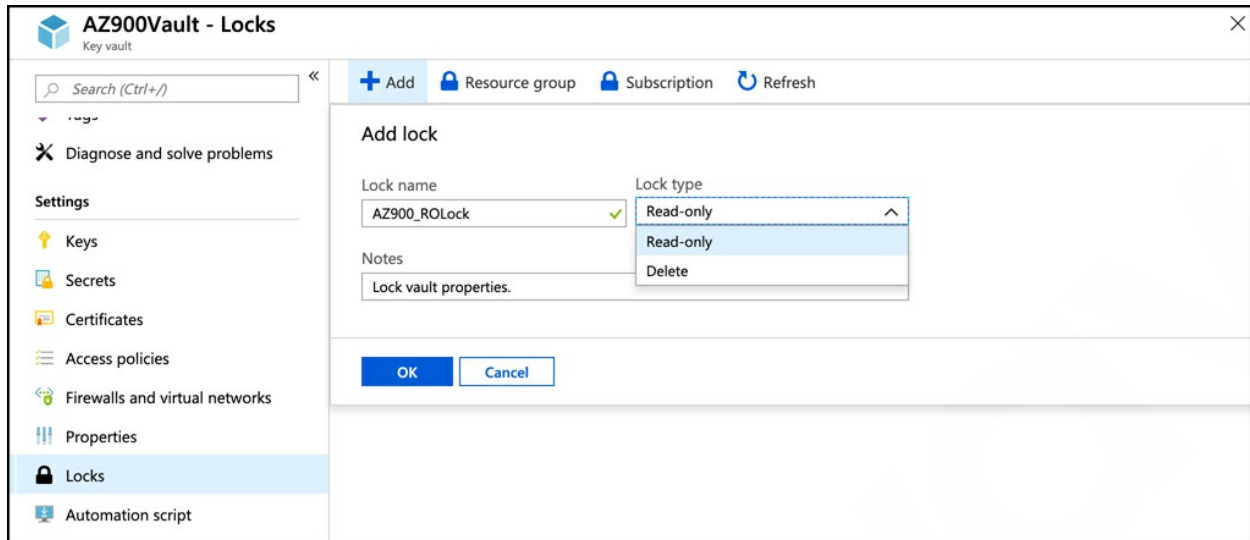 AZ900Vault - Locks
Key vault
Search (Ctrl+/)
Diagnose and solve problems
Settings
Keys
Secrets
Certificates
Access policies
Firewalls and virtual networks
Properties
Locks
Automation script
Add
Resource group
Subscription
Refresh
Add lock
Lock name
Lock type
AZ900_ROLock
Read-only
Read-only
Delete
Notes
Lock vault properties.
OK
Cancel